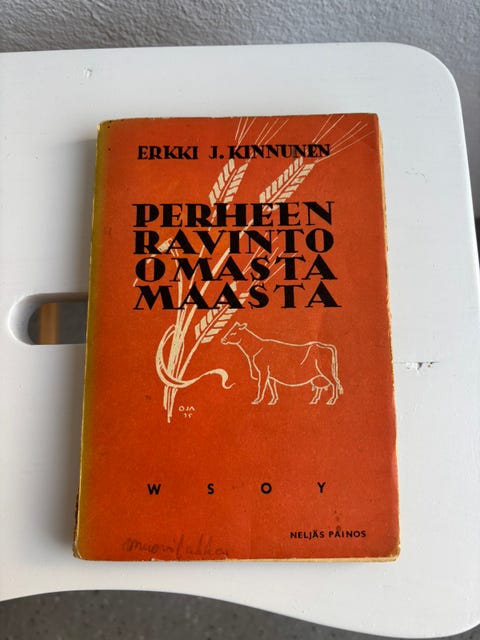 ERKKI J. KINNUNEN
PERHEEN
RAVINTO
OMASTA
MAASTA
OJA
35
W S O Y
NELJÄS PAINOS